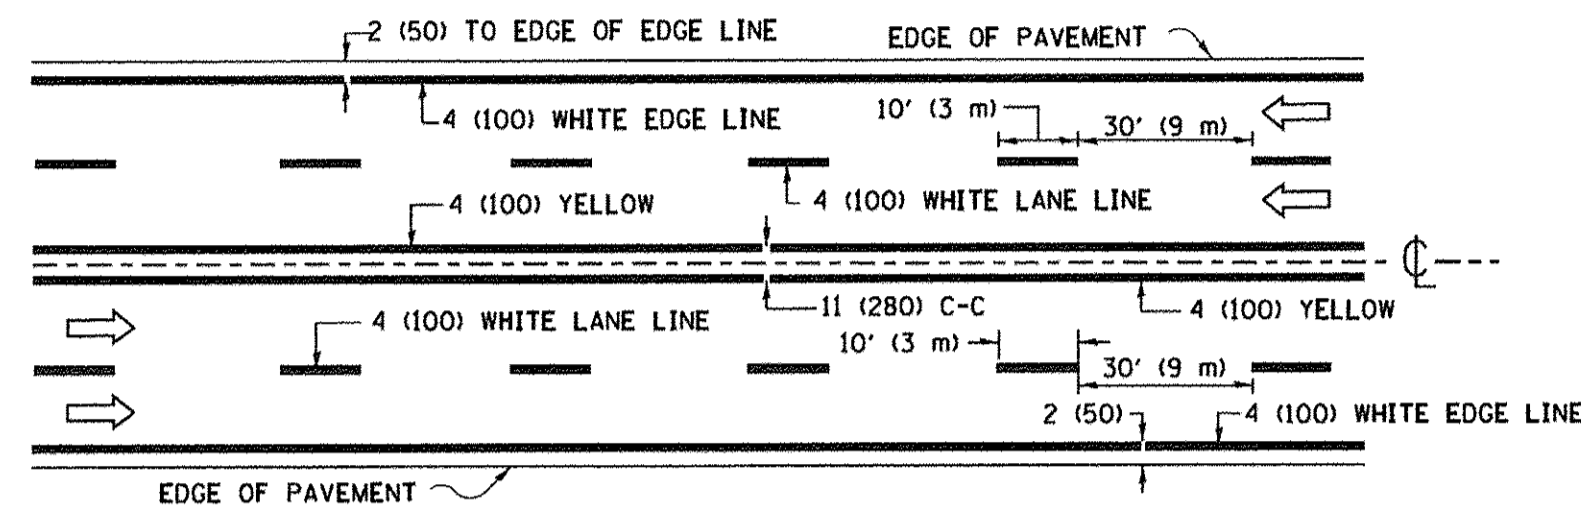 2 (50) TO EDGE OF EDGE LINE
EDGE OF PAVEMENT
4 (100) WHITE EDGE LINE
10' (3 m)
30' (9 m)
4 (100) YELLOW
4 (100) WHITE LANE LINE
℄
11 (280) C-C
4 (100) YELLOW
4 (100) WHITE LANE LINE
10' (3 m)
30' (9 m)
2 (50)
4 (100) WHITE EDGE LINE
EDGE OF PAVEMENT